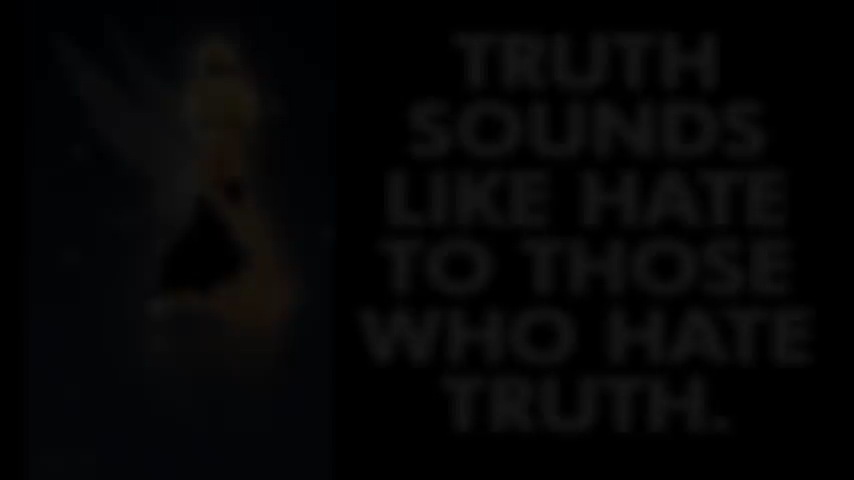 TRUTH
SOUNDS
LIKE HATE
TO THOSE
WHO HATE
TRUTH.